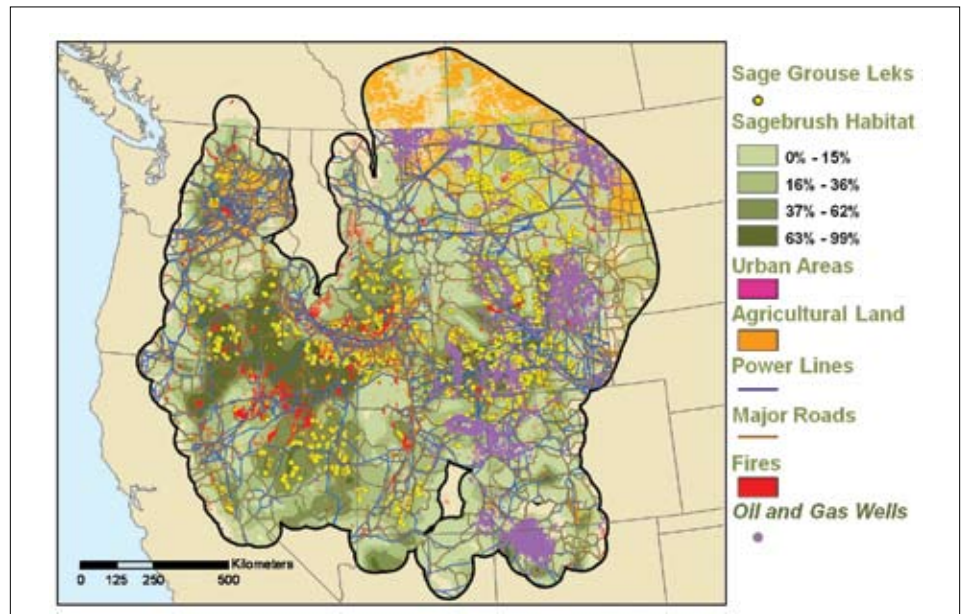 Sage Grouse Leks
Sagebrush Habitat
0% - 15%
16% - 36%
37% - 62%
63% - 99%
Urban Areas
Agricultural Land
Power Lines
Major Roads
Fires
Oil and Gas Wells
Kilometers
0 125 250 500